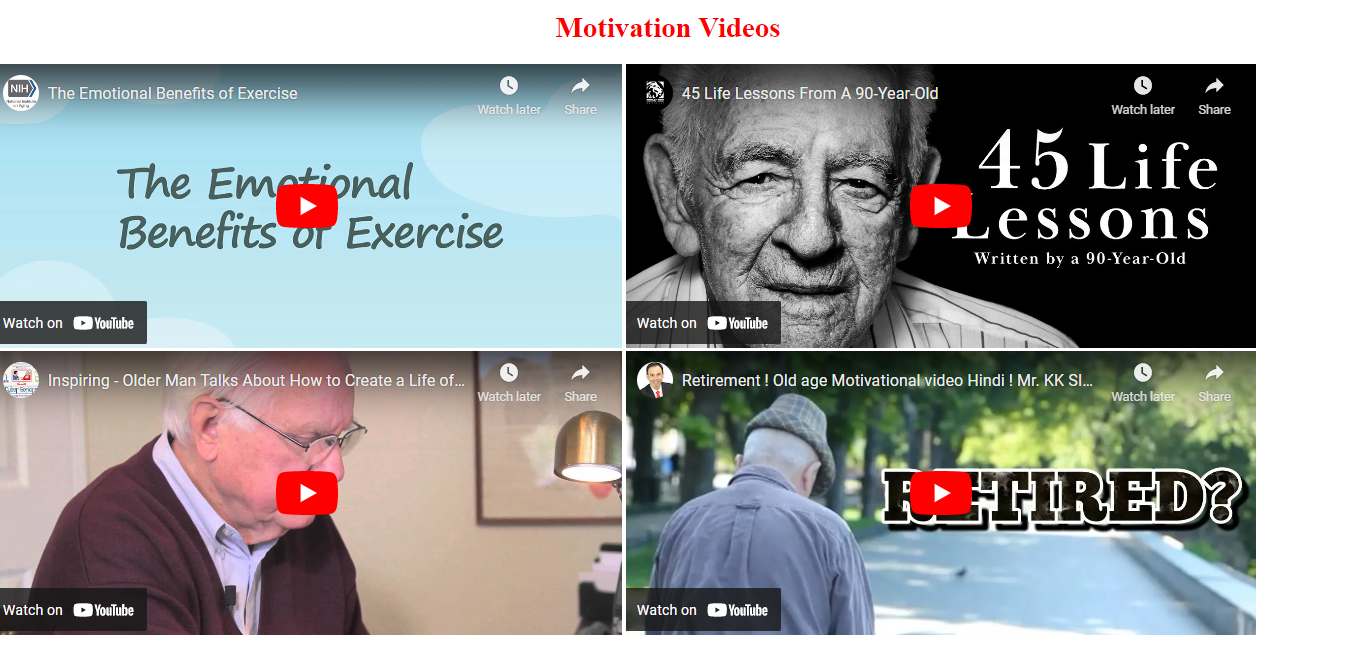 Motivation Videos
NIH
The Emotional Benefits of Exercise
Watch later
Share
The Emotional
Benefits of Exercise
Watch on YouTube
45 Life Lessons From A 90-Year-Old
Watch later
Share
45 Life
Lessons
Written by a 90-Year-Old
Watch on YouTube
Inspiring - Older Man Talks About How to Create a Life of...
Watch later
Share
Watch on YouTube
Retirement ! Old age Motivational video Hindi ! Mr. KK SI...
Watch later
Share
RETIRED?
Watch on YouTube